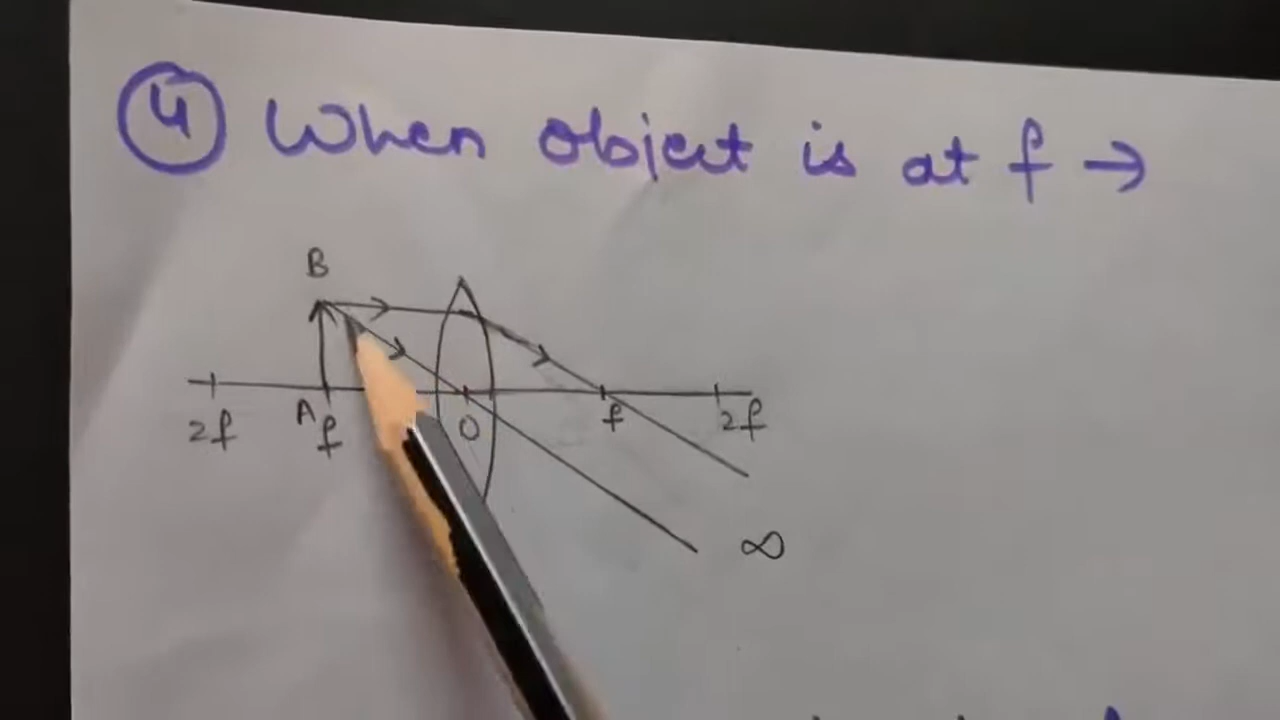 4 When object is at f →
B
2f A f O f 2f
∞